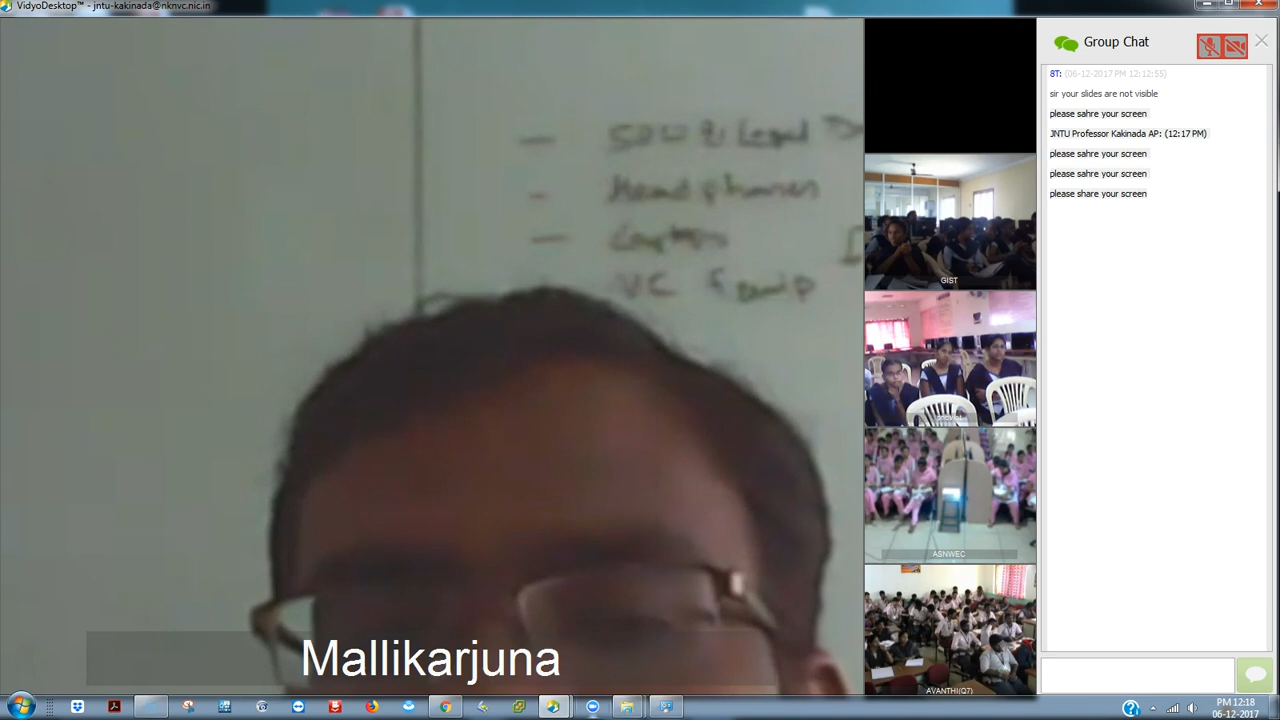 VidyoDesktop™ - jntu-kakinada@nknvc.nic.in
Group Chat
8T: (06-12-2017 PM 12:12:55)
sir your slides are not visible
please sahre your screen
JNTU Professor Kakinada AP: (12:17 PM)
please sahre your screen
please sahre your screen
please share your screen
Head phones
Laptop
VC Equip
GIST
ASNWEC
AVANTHI(Q7)
Mallikarjuna
PM 12:18
06-12-2017